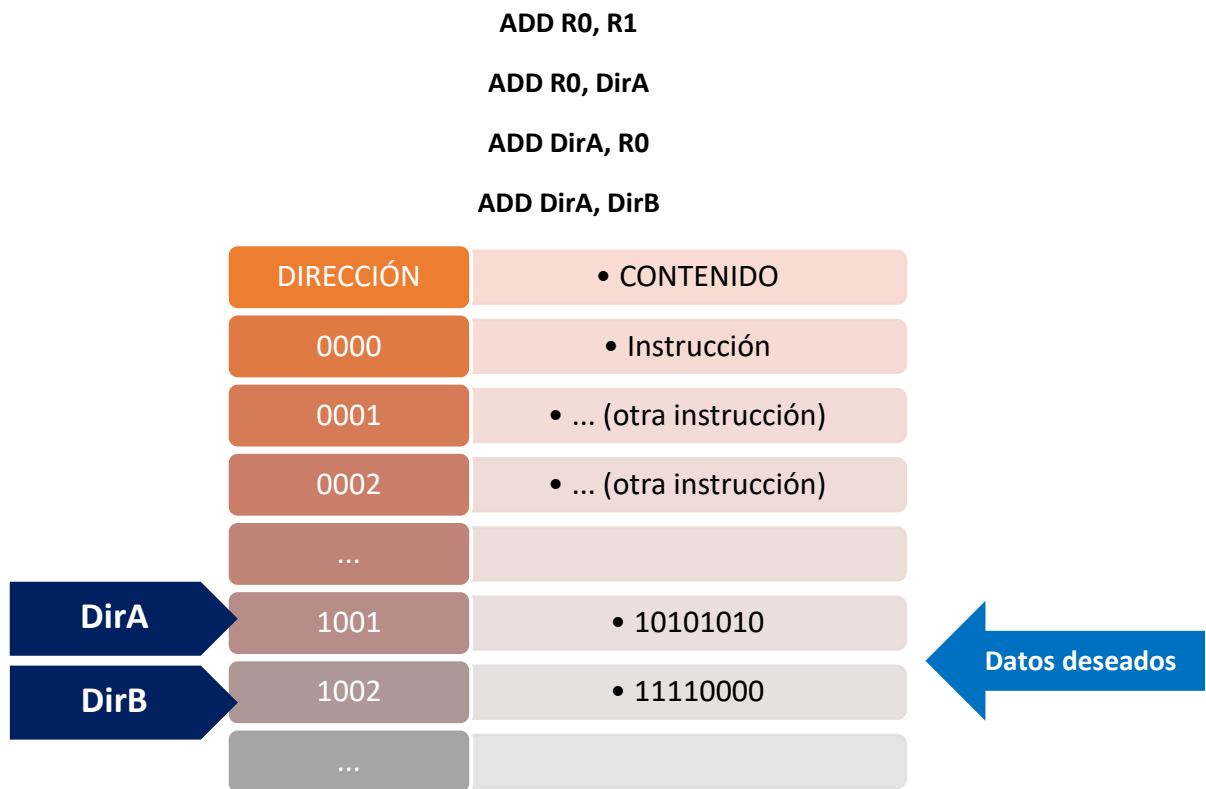 ADD R0, R1
ADD R0, DirA
ADD DirA, R0
ADD DirA, DirB
DIRECCIÓN • CONTENIDO
0000 • Instrucción
0001 • ... (otra instrucción)
0002 • ... (otra instrucción)
...
DirA 1001 • 10101010
Datos deseados
DirB 1002 • 11110000
...